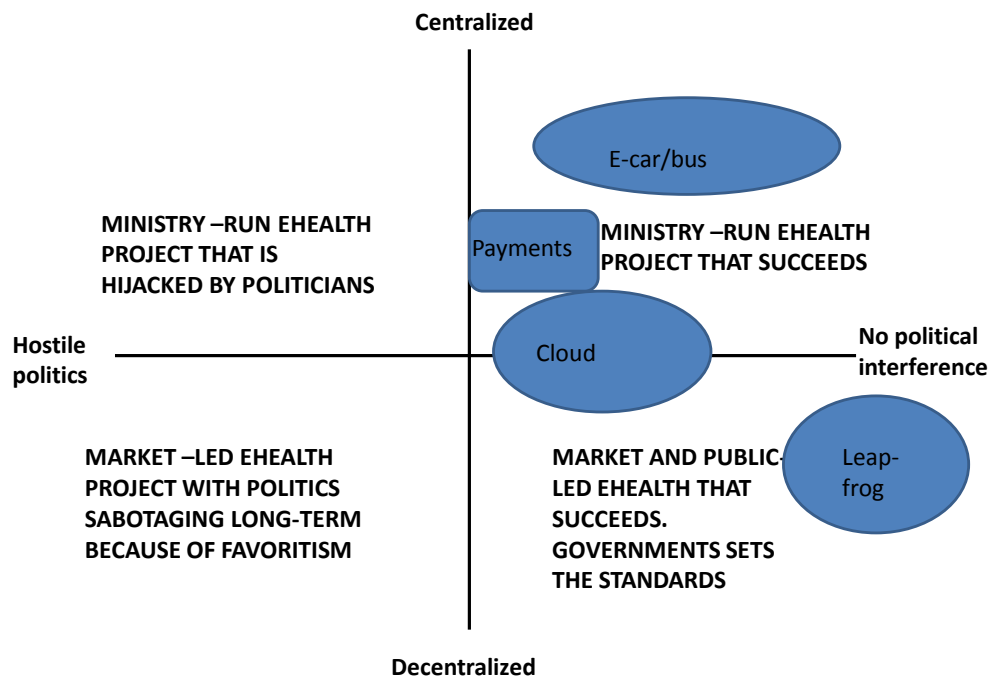 Centralized
E-car/bus
MINISTRY –RUN EHEALTH
PROJECT THAT IS
HIJACKED BY POLITICIANS
Payments
MINISTRY –RUN EHEALTH
PROJECT THAT SUCCEEDS
Hostile
politics
Cloud
No political
interference
MARKET –LED EHEALTH
PROJECT WITH POLITICS
SABOTAGING LONG-TERM
BECAUSE OF FAVORITISM
MARKET AND PUBLIC-
LED EHEALTH THAT
SUCCEEDS.
GOVERNMENTS SETS
THE STANDARDS
Leap-
frog
Decentralized